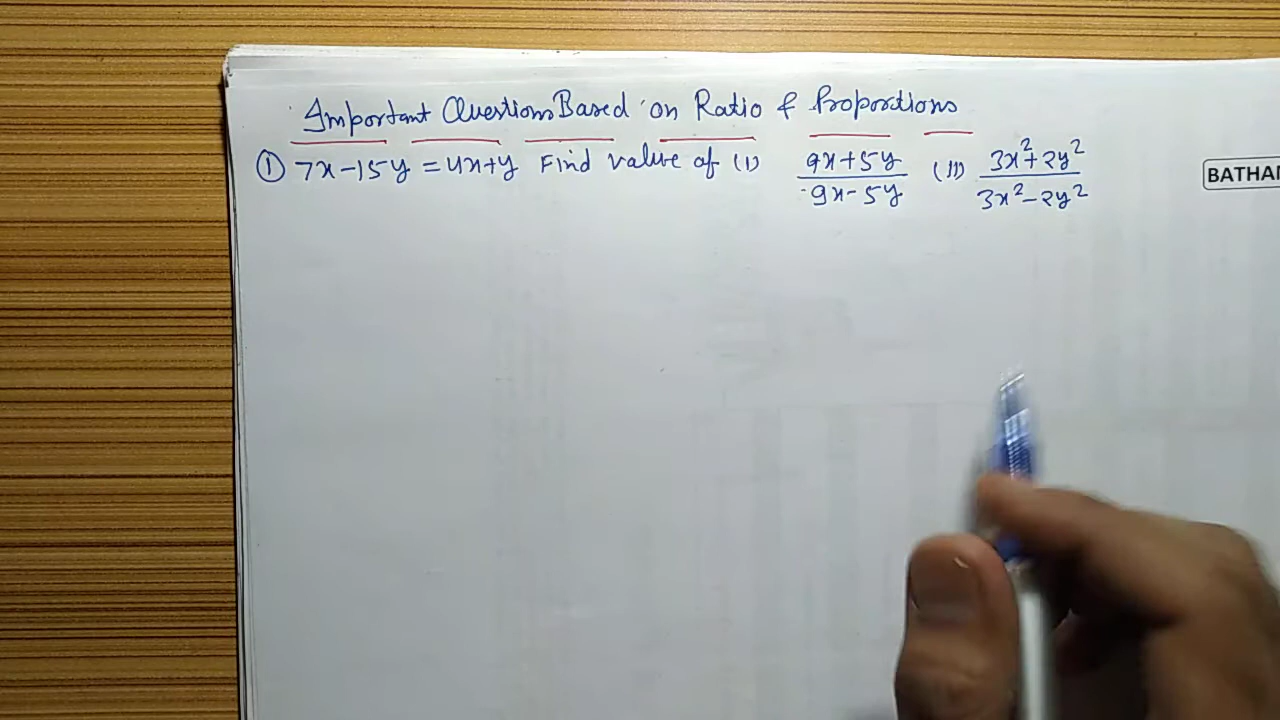 Important Questions Based on Ratio & Proportions
① 7x-15y = 4x+y Find value of (I) 9x+5y / 9x-5y (II) 3x²+2y² / 3x²-2y²
BATHAN